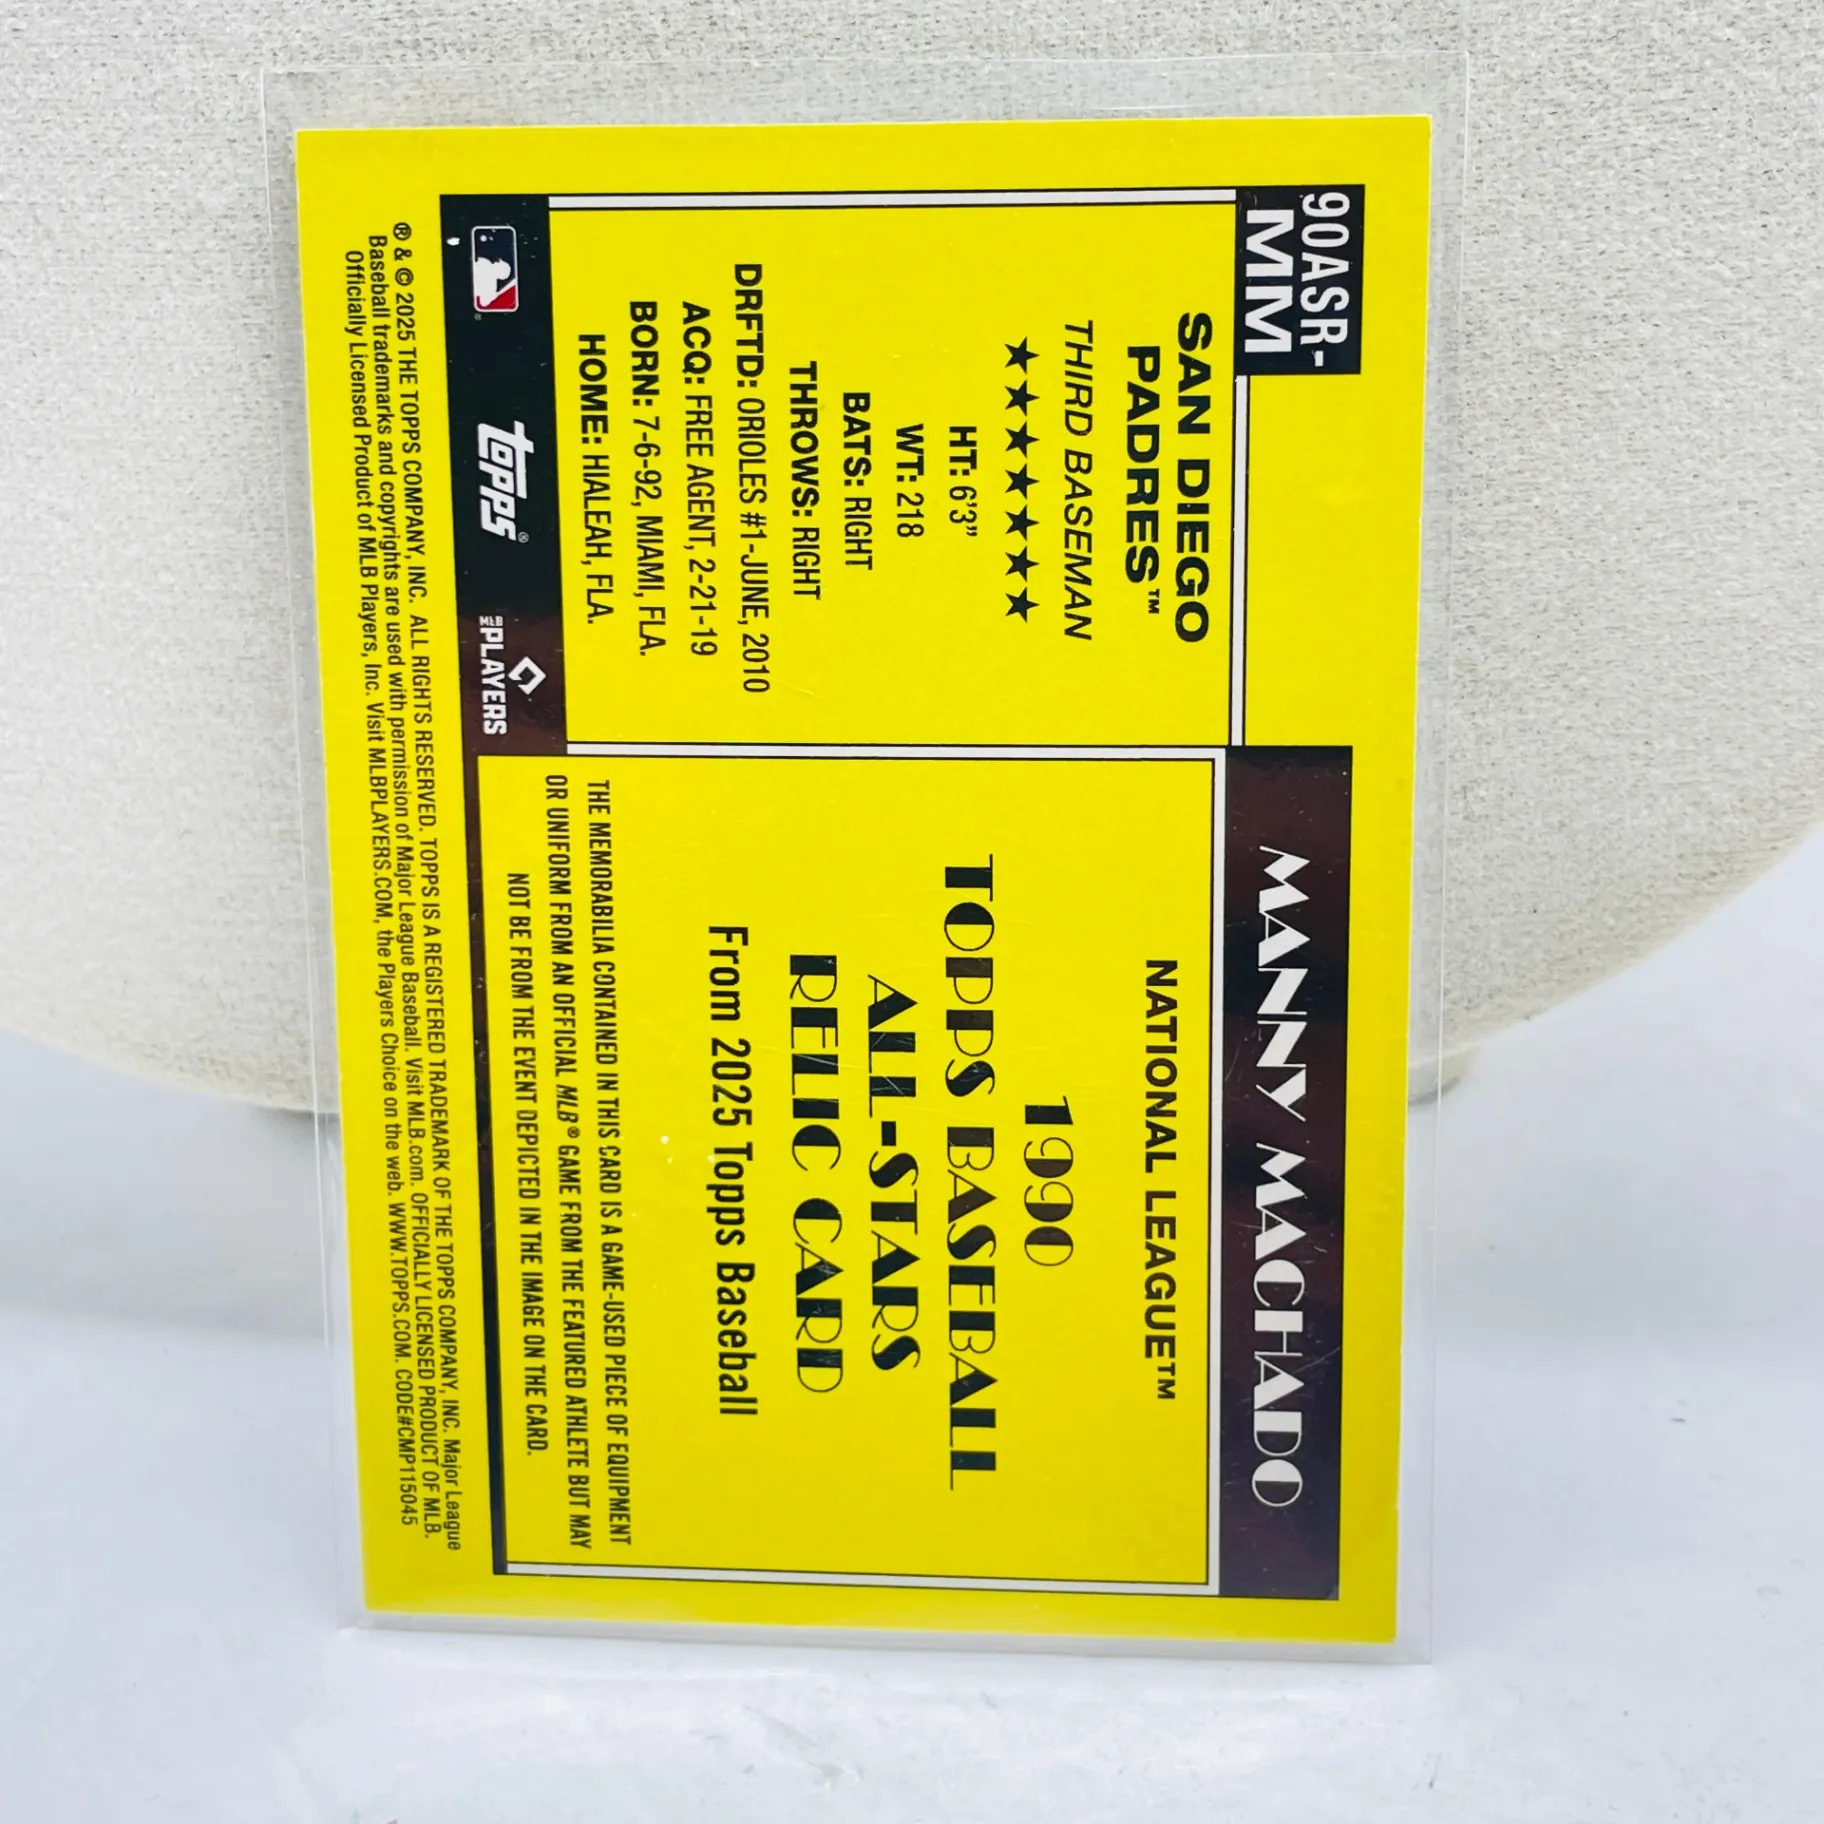 90ASR-
MM
MANNY MACHADO
SAN DIEGO
PADRES™
THIRD BASEMAN
★★★★★★★
HT: 6'3"
WT: 218
BATS: RIGHT
THROWS: RIGHT
DRFTD: ORIOLES #1-JUNE, 2010
ACQ: FREE AGENT, 2-21-19
BORN: 7-6-92, MIAMI, FLA.
HOME: HIALEAH, FLA.
topps®
MLB
PLAYERS
NATIONAL LEAGUE™
1990
TOPPS BASEBALL
ALL-STARS
RELIC CARD
From 2025 Topps Baseball
THE MEMORABILIA CONTAINED IN THIS CARD IS A GAME-USED PIECE OF EQUIPMENT
OR UNIFORM FROM AN OFFICIAL MLB® GAME FROM THE FEATURED ATHLETE BUT MAY
NOT BE FROM THE EVENT DEPICTED IN THE IMAGE ON THE CARD.
® & © 2025 THE TOPPS COMPANY, INC. ALL RIGHTS RESERVED. TOPPS IS A REGISTERED TRADEMARK OF THE TOPPS COMPANY, INC. Major League
Baseball trademarks and copyrights are used with permission of Major League Baseball. Visit MLB.com. OFFICIALLY LICENSED PRODUCT OF MLB.
Officially Licensed Product of MLB Players, Inc. Visit MLBPLAYERS.COM, the Players Choice on the web. WWW.TOPPS.COM. CODE#CMP115045